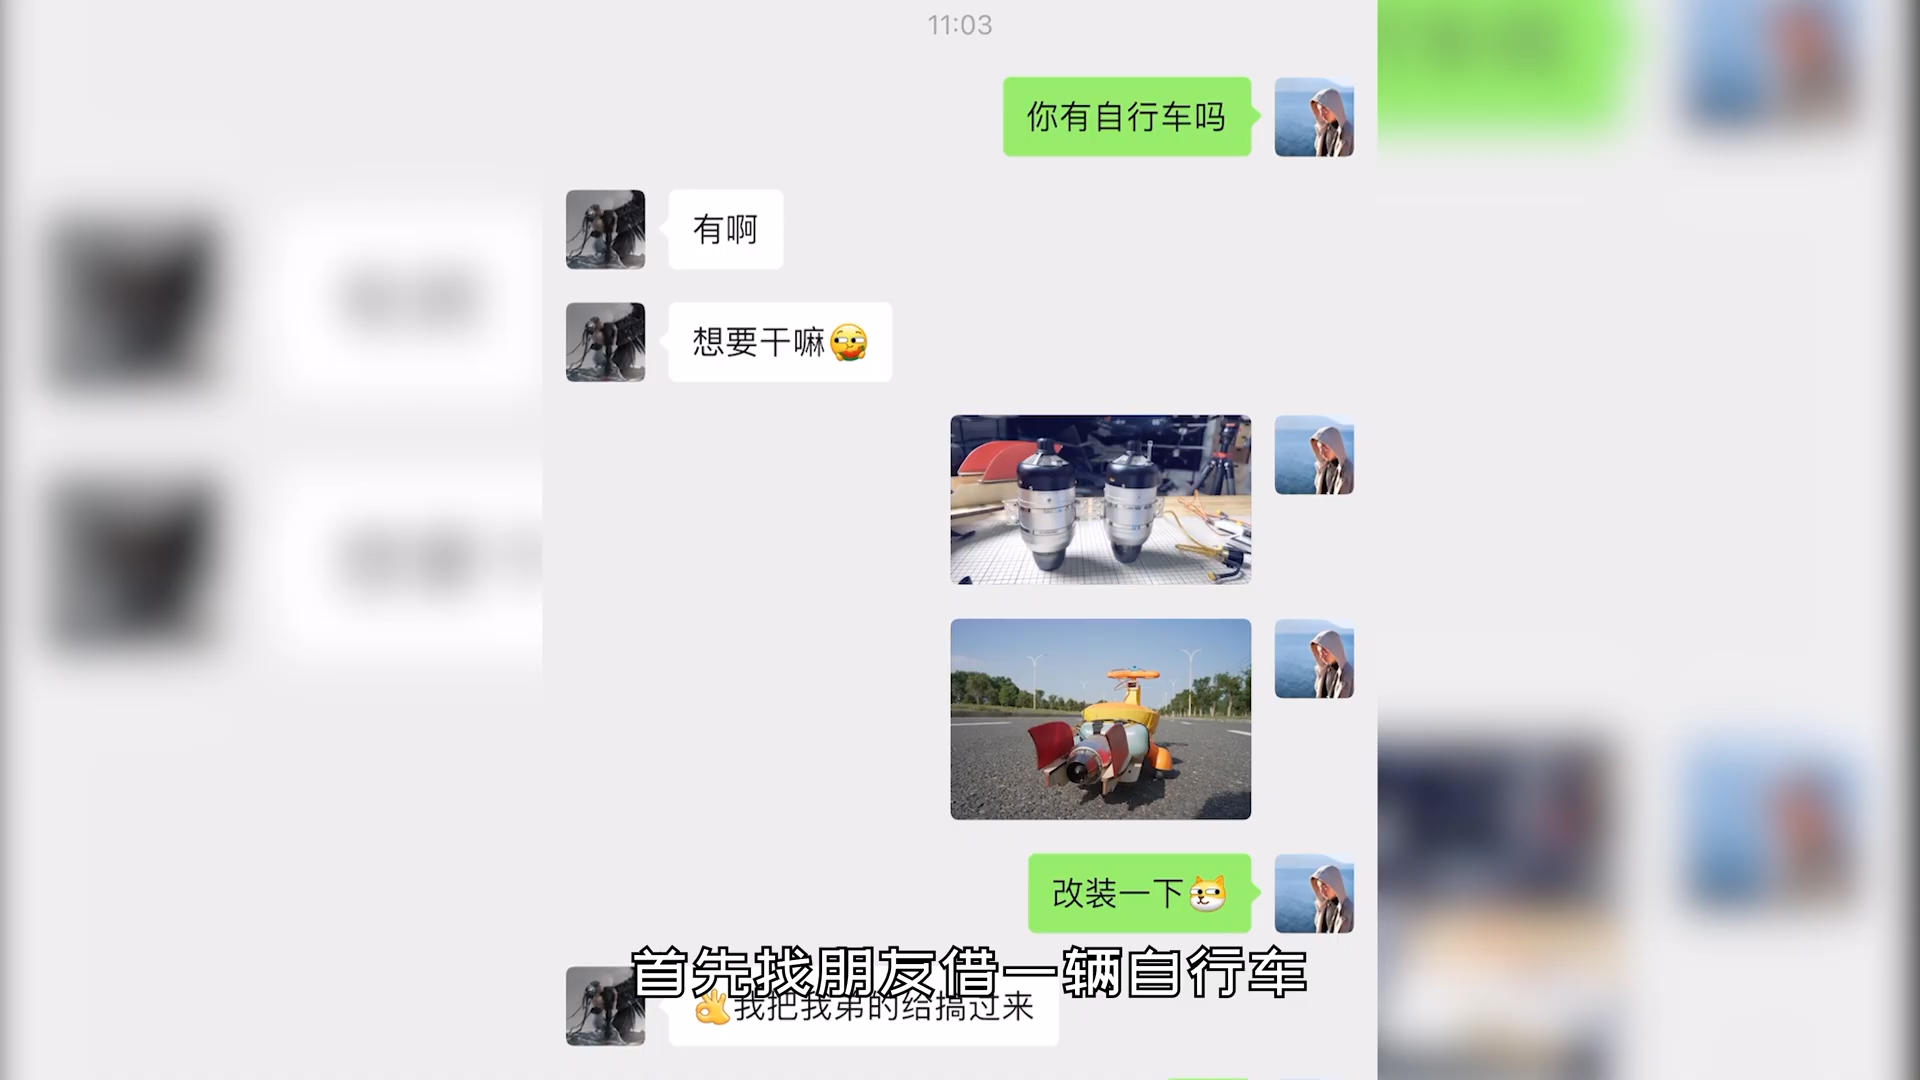 11:03
你有自行车吗
有啊
想要干嘛
改装一下
首先找朋友借一辆自行车
我把我弟的给搞过来